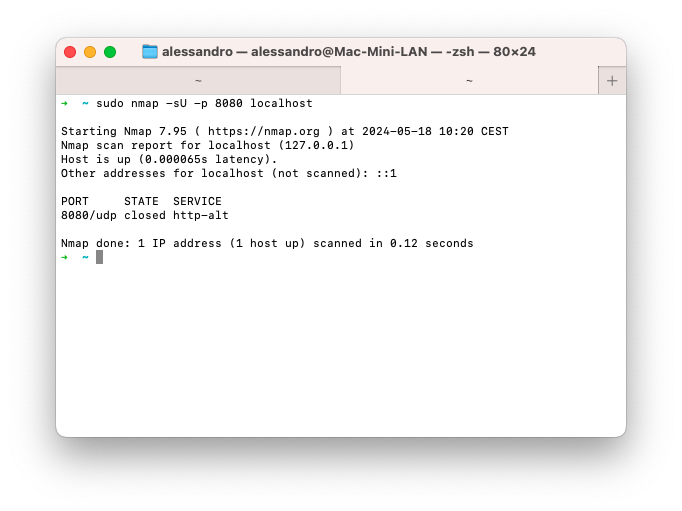 alessandro — alessandro@Mac-Mini-LAN — -zsh — 80×24
~ ~ +
➜ ~ sudo nmap -sU -p 8080 localhost
Starting Nmap 7.95 ( https://nmap.org ) at 2024-05-18 10:20 CEST
Nmap scan report for localhost (127.0.0.1)
Host is up (0.000065s latency).
Other addresses for localhost (not scanned): ::1
PORT     STATE  SERVICE
8080/udp closed http-alt
Nmap done: 1 IP address (1 host up) scanned in 0.12 seconds
➜ ~